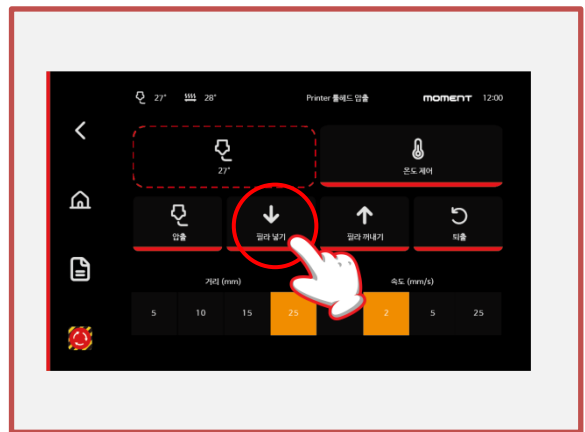 27° 28° Printer 툴헤드 압출 moment 12:00
27°
온도 제어
압출 필라 넣기 필라 꺼내기 퇴출
거리 (mm) 속도 (mm/s)
5 10 15 25 2 5 25